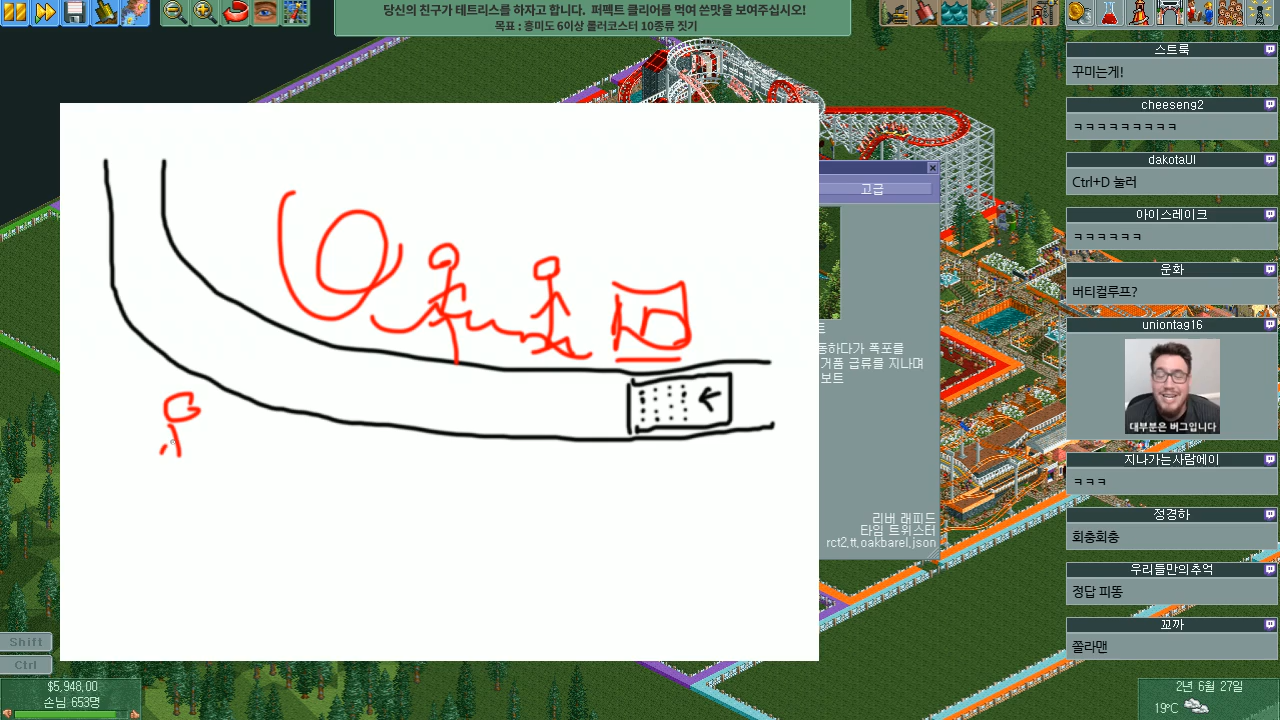 당신의 친구가 테트리스를 하자고 합니다. 퍼펙트 클리어를 먹여 쓴맛을 보여주십시오!
목표 : 흥미도 6이상 롤러코스터 10종류 짓기
스트룩
꾸미는게!
cheeseng2
ㅋㅋㅋㅋㅋㅋㅋㅋㅋ
dakotaUI
Ctrl+D 눌러
아이스레이크
ㅋㅋㅋㅋㅋㅋ
운화
버티컬루프?
uniontag16
대부분은 버그입니다
지나가는사람에이
ㅋㅋㅋ
정경하
회충회충
우리들만의추억
정답 피똥
꼬까
쫄라맨
고급
트
동하다가 폭포를
거품 급류를 지나며
보트
리버 래피드
타임 트위스터
rct2.tt.oakbarel.json
Shift
Ctrl
$5,948.00
손님 653명
2년 6월 27일
19°C